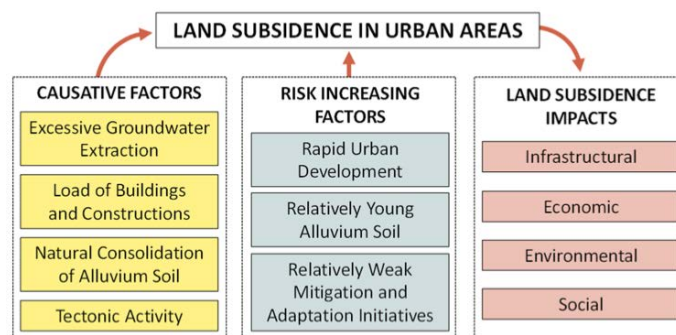 LAND SUBSIDENCE IN URBAN AREAS
CAUSATIVE FACTORS
Excessive Groundwater
Extraction
Load of Buildings
and Constructions
Natural Consolidation
of Alluvium Soil
Tectonic Activity
RISK INCREASING
FACTORS
Rapid Urban
Development
Relatively Young
Alluvium Soil
Relatively Weak
Mitigation and
Adaptation Initiatives
LAND SUBSIDENCE
IMPACTS
Infrastructural
Economic
Environmental
Social